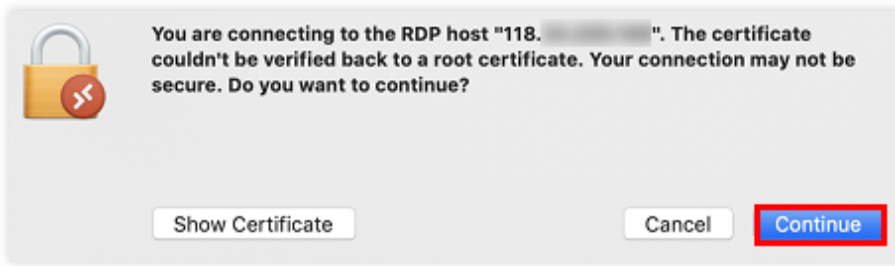 You are connecting to the RDP host "118. ". The certificate
couldn't be verified back to a root certificate. Your connection may not be
secure. Do you want to continue?
Show Certificate
Cancel
Continue